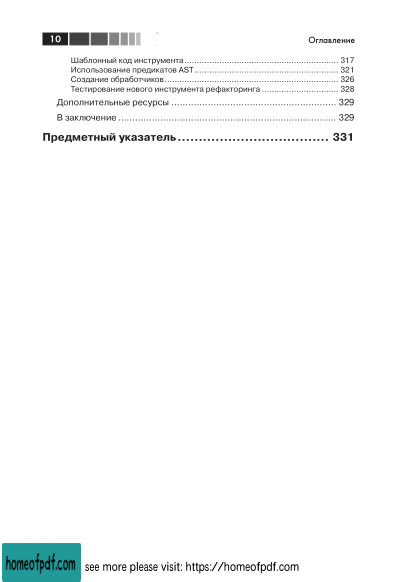 10 Оглавление
Шаблонный код инструмента 317
Использование предикатов AST 321
Создание обработчиков 326
Тестирование нового инструмента рефакторинга 328
Дополнительные ресурсы 329
В заключение 329
Предметный указатель 331
homeofpdf.com see more please visit: https://homeofpdf.com